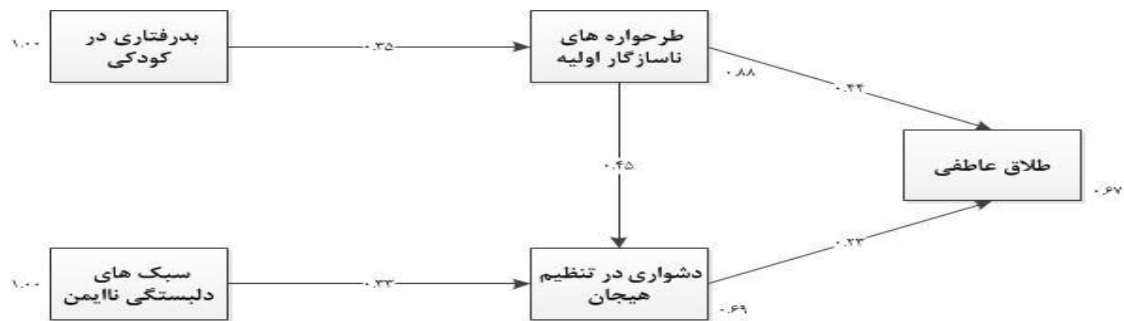 بدرفتاری در
کودکی
۱.۰۰
۰.۳۵
طرحواره های
ناسازگار اولیه
۰.۸۸
۰.۴۴
۰.۴۵
طلاق عاطفی
۰.۶۷
سبک های
دلبستگی ناایمن
۱.۰۰
۰.۳۳
دشواری در تنظیم
هیجان
۰.۶۹
۰.۲۳